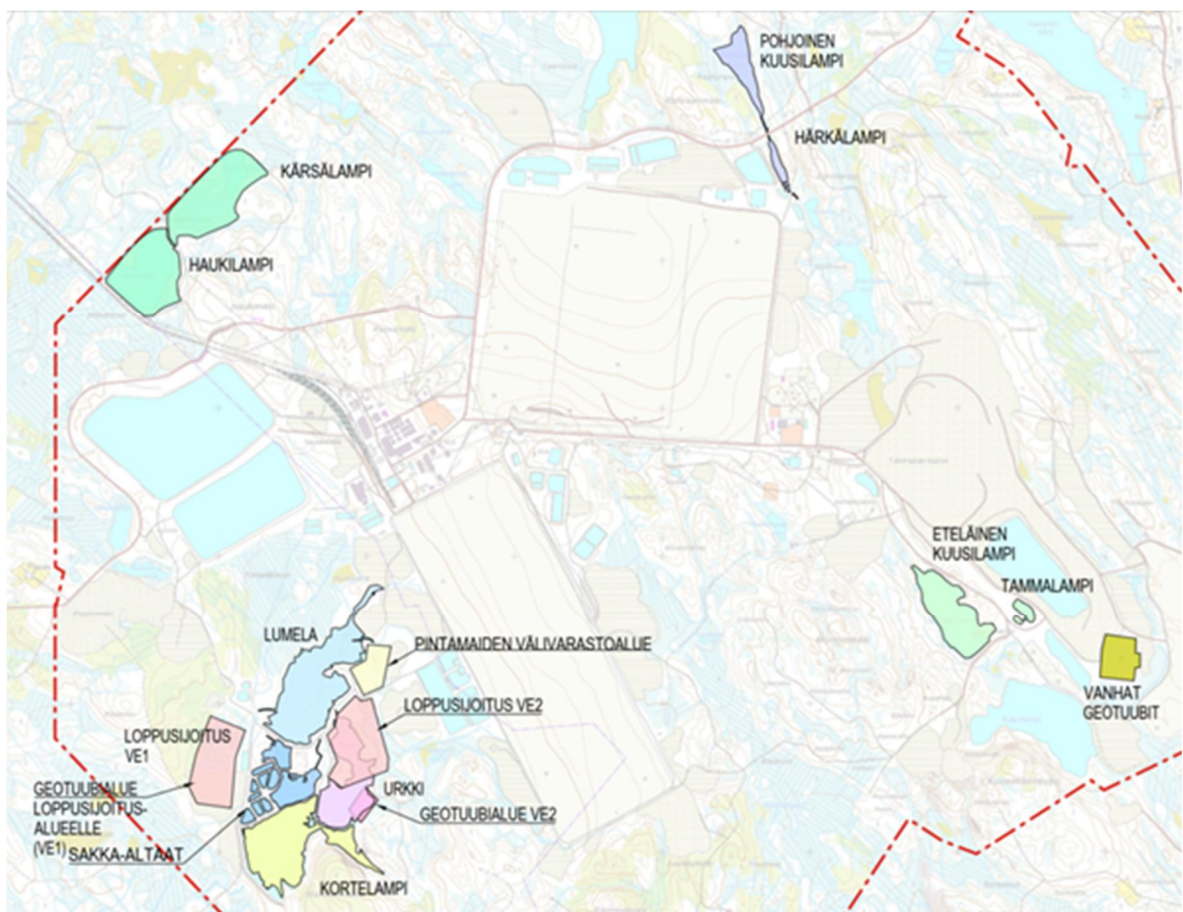 POHJOINEN
KUUSILAMPI
HÄRKÄLAMPI
KÄRSÄLAMPI
HAUKILAMPI
ETELÄINEN
KUUSILAMPI
TAMMALAMPI
LUMELA
PINTAMAIDEN VÄLIVARASTOALUE
VANHAT
GEOTUUBIT
LOPPUSIJOITUS VE2
LOPPUSIJOITUS
VE1
URKKI
GEOTUUBIALUE
LOPPUSIJOITUS-
ALUEELLE
(VE1)
GEOTUUBIALUE VE2
SAKKA-ALTAAT
KORTELAMPI